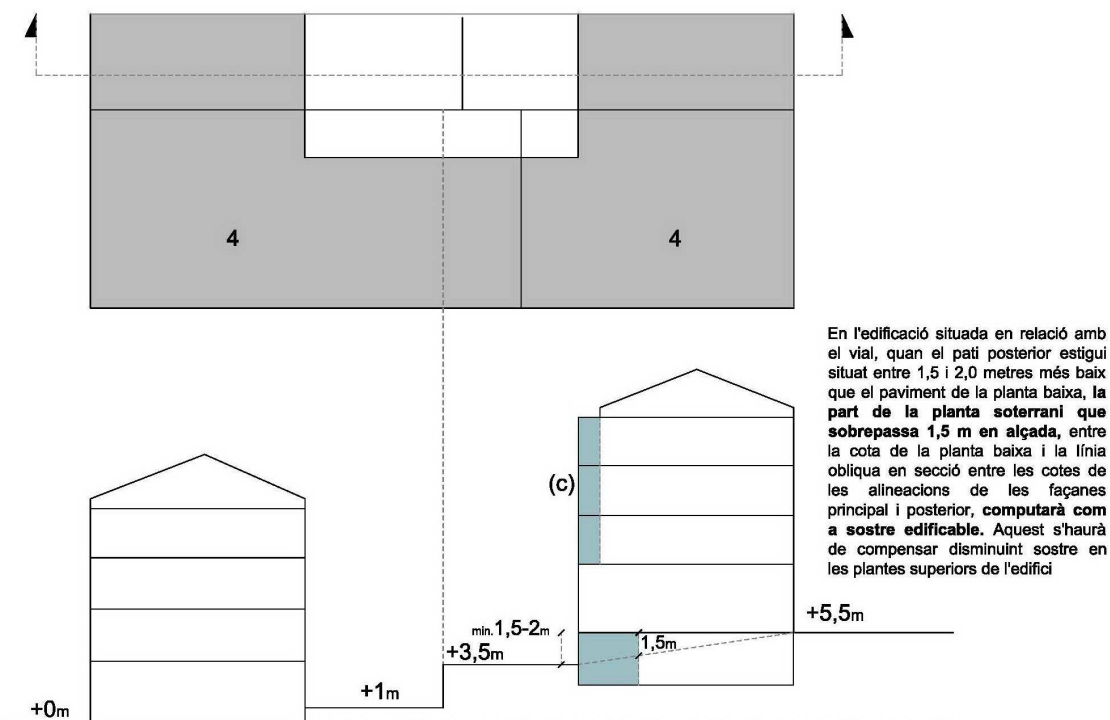 4
4
En l'edificació situada en relació amb
el vial, quan el pati posterior estigui
situat entre 1,5 i 2,0 metres més baix
que el paviment de la planta baixa, la
part de la planta soterrani que
sobrepassa 1,5 m en alçada, entre
la cota de la planta baixa i la línia
obliqua en secció entre les cotes de
les alineacions de les façanes
principal i posterior, computarà com
a sostre edificable. Aquest s'haurà
de compensar disminuint sostre en
les plantes superiors de l'edifici
(c)
+5,5m
min.1,5-2m
1,5m
+3,5m
+1m
+0m